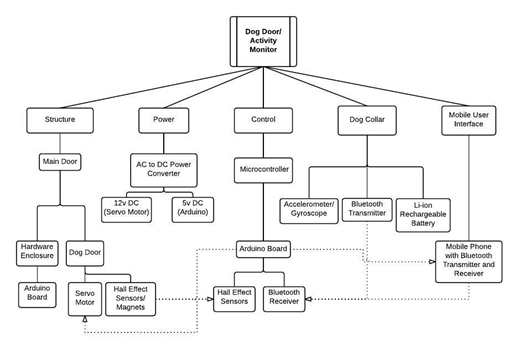 Dog Door/
Activity
Monitor
Structure
Power
Control
Dog Collar
Mobile User
Interface
Main Door
AC to DC Power
Converter
Microcontroller
12v DC
(Servo Motor)
5v DC
(Arduino)
Accelerometer/
Gyroscope
Bluetooth
Transmitter
Li-ion
Rechargeable
Battery
Hardware
Enclosure
Dog Door
Arduino Board
Mobile Phone
with Bluetooth
Transmitter and
Receiver
Arduino
Board
Servo
Motor
Hall Effect
Sensors/
Magnets
Hall Effect
Sensors
Bluetooth
Receiver